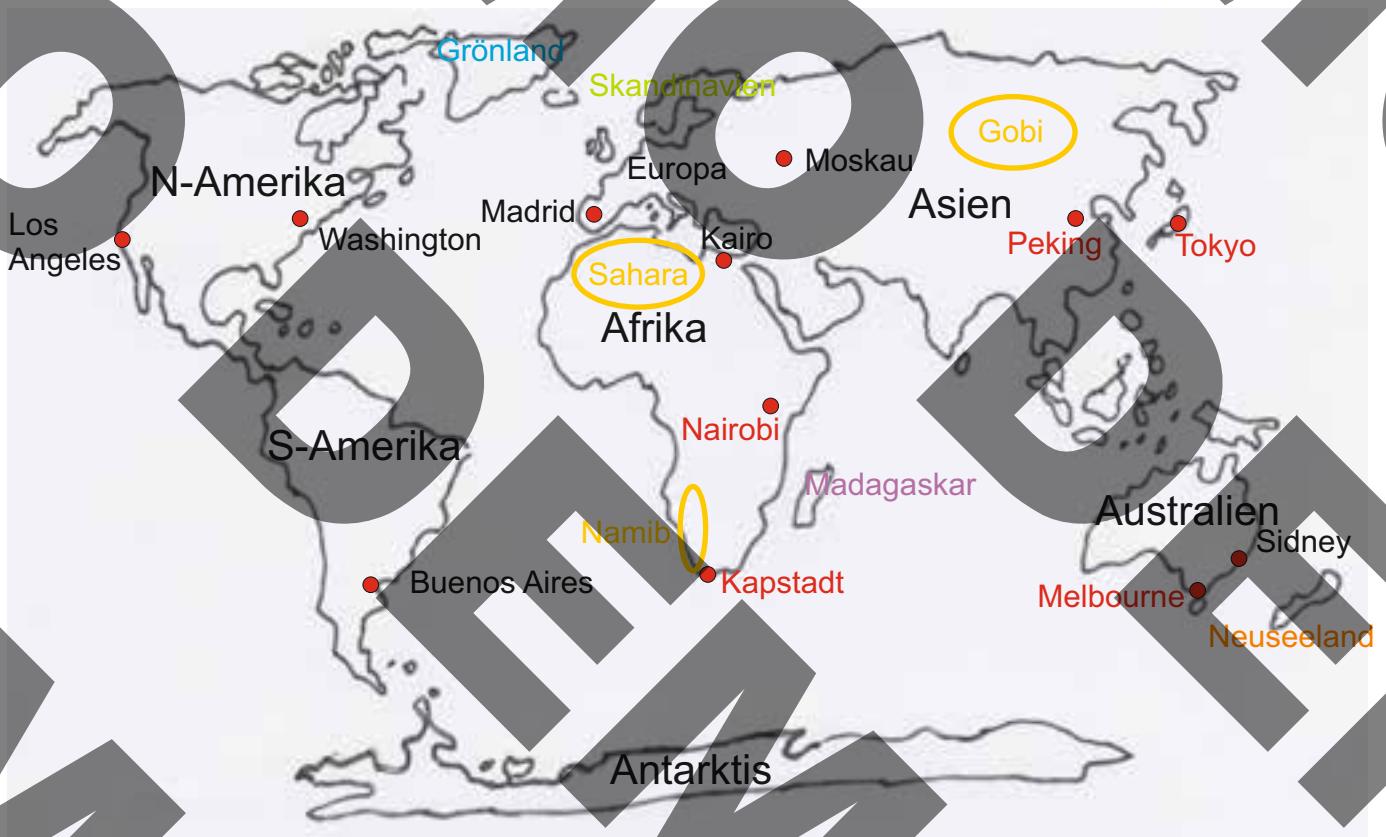 Grönland
Skandinavien
Gobi
Europa
Moskau
N-Amerika
Asien
Madrid
Los
Angeles
Washington
Kairo
Peking
Tokyo
Sahara
Afrika
Nairobi
S-Amerika
Madagaskar
Australien
Namib
Sidney
Buenos Aires
Kapstadt
Melbourne
Neuseeland
Antarktis